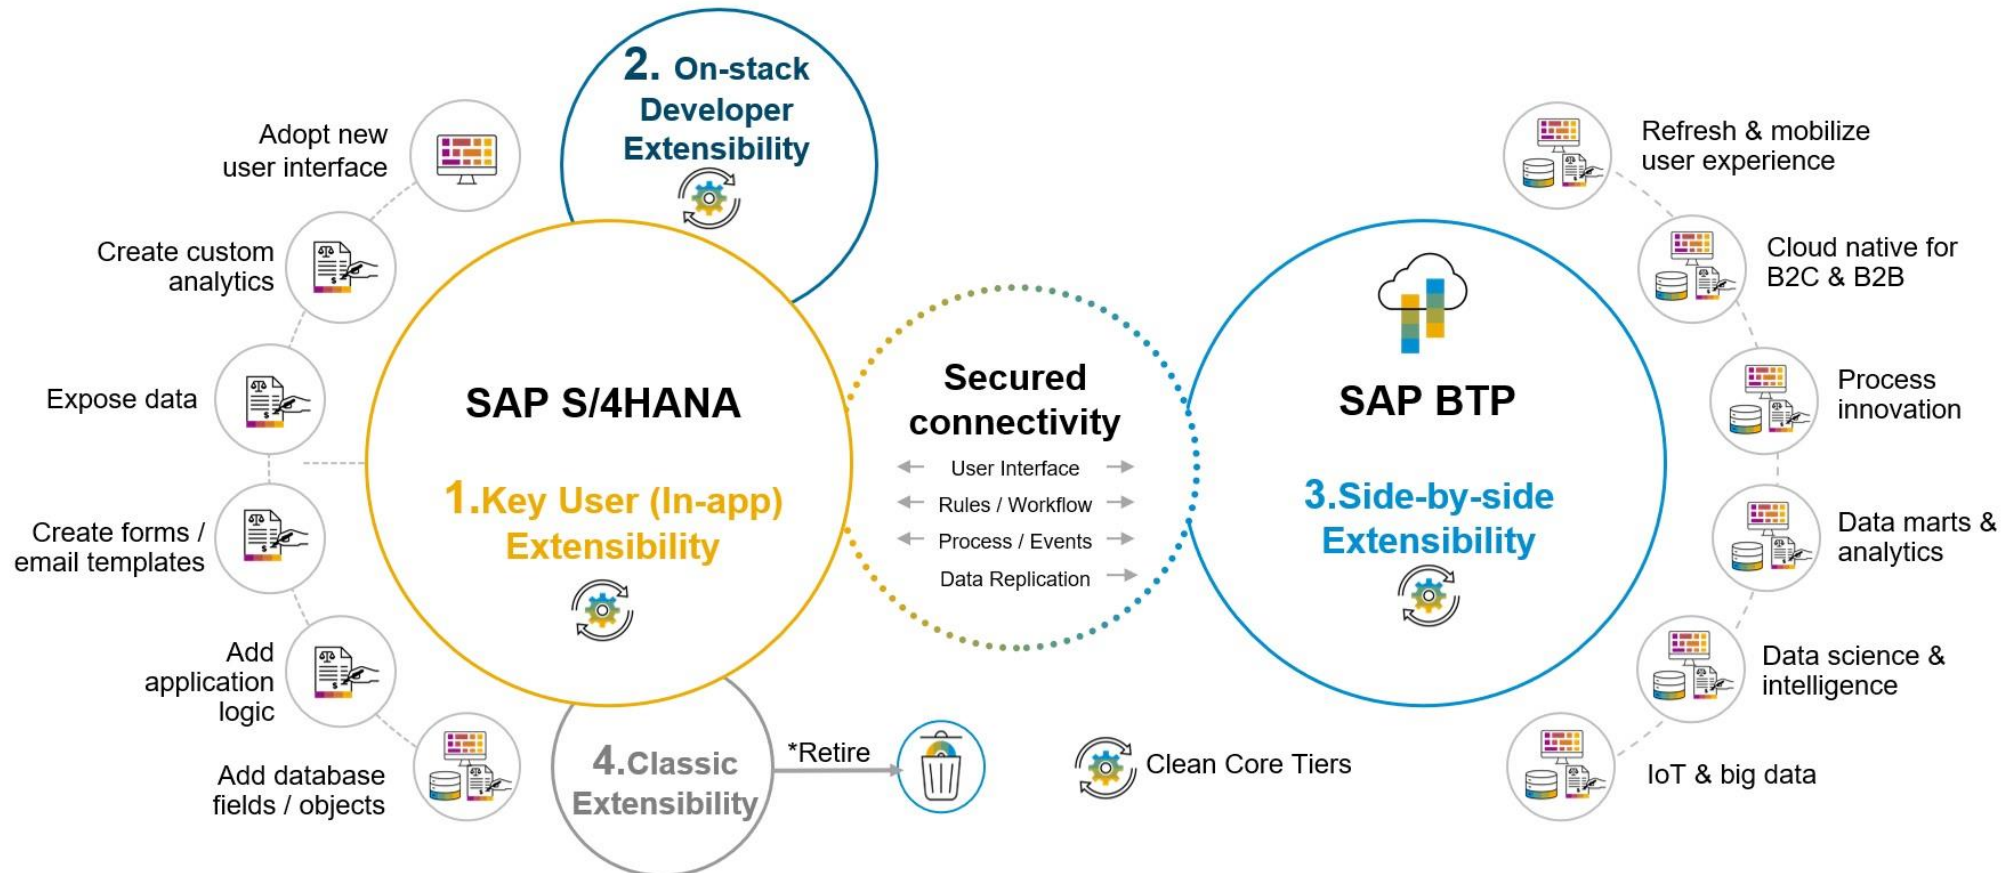 2. On-stack
Developer
Extensibility
Adopt new
user interface
Create custom
analytics
Expose data
Create forms /
email templates
Add
application
logic
Add database
fields / objects
SAP S/4HANA
1.Key User (In-app)
Extensibility
4.Classic
Extensibility
*Retire
Secured
connectivity
User Interface
Rules / Workflow
Process / Events
Data Replication
Clean Core Tiers
SAP BTP
3.Side-by-side
Extensibility
Refresh & mobilize
user experience
Cloud native for
B2C & B2B
Process
innovation
Data marts &
analytics
Data science &
intelligence
IoT & big data